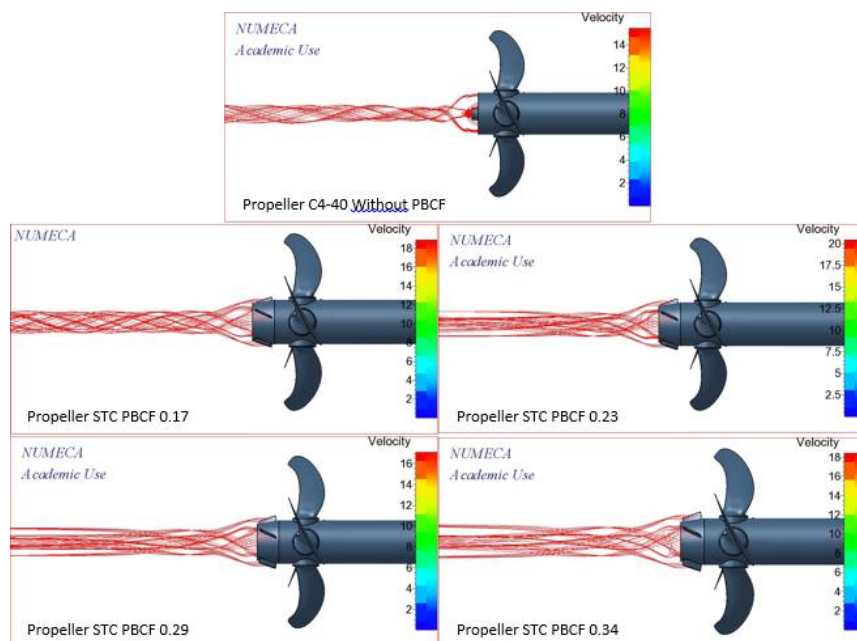 NUMECA
Academic Use
Velocity
14
12
10
8
6
4
2
Propeller C4-40 Without PBCF
NUMECA
Velocity
18
16
14
12
10
8
6
4
2
Propeller STC PBCF 0.17
NUMECA
Academic Use
Velocity
20
17.5
15
12.5
10
7.5
5
2.5
Propeller STC PBCF 0.23
NUMECA
Academic Use
Velocity
16
14
12
10
8
6
4
2
Propeller STC PBCF 0.29
NUMECA
Academic Use
Velocity
18
16
14
12
10
8
6
4
2
Propeller STC PBCF 0.34